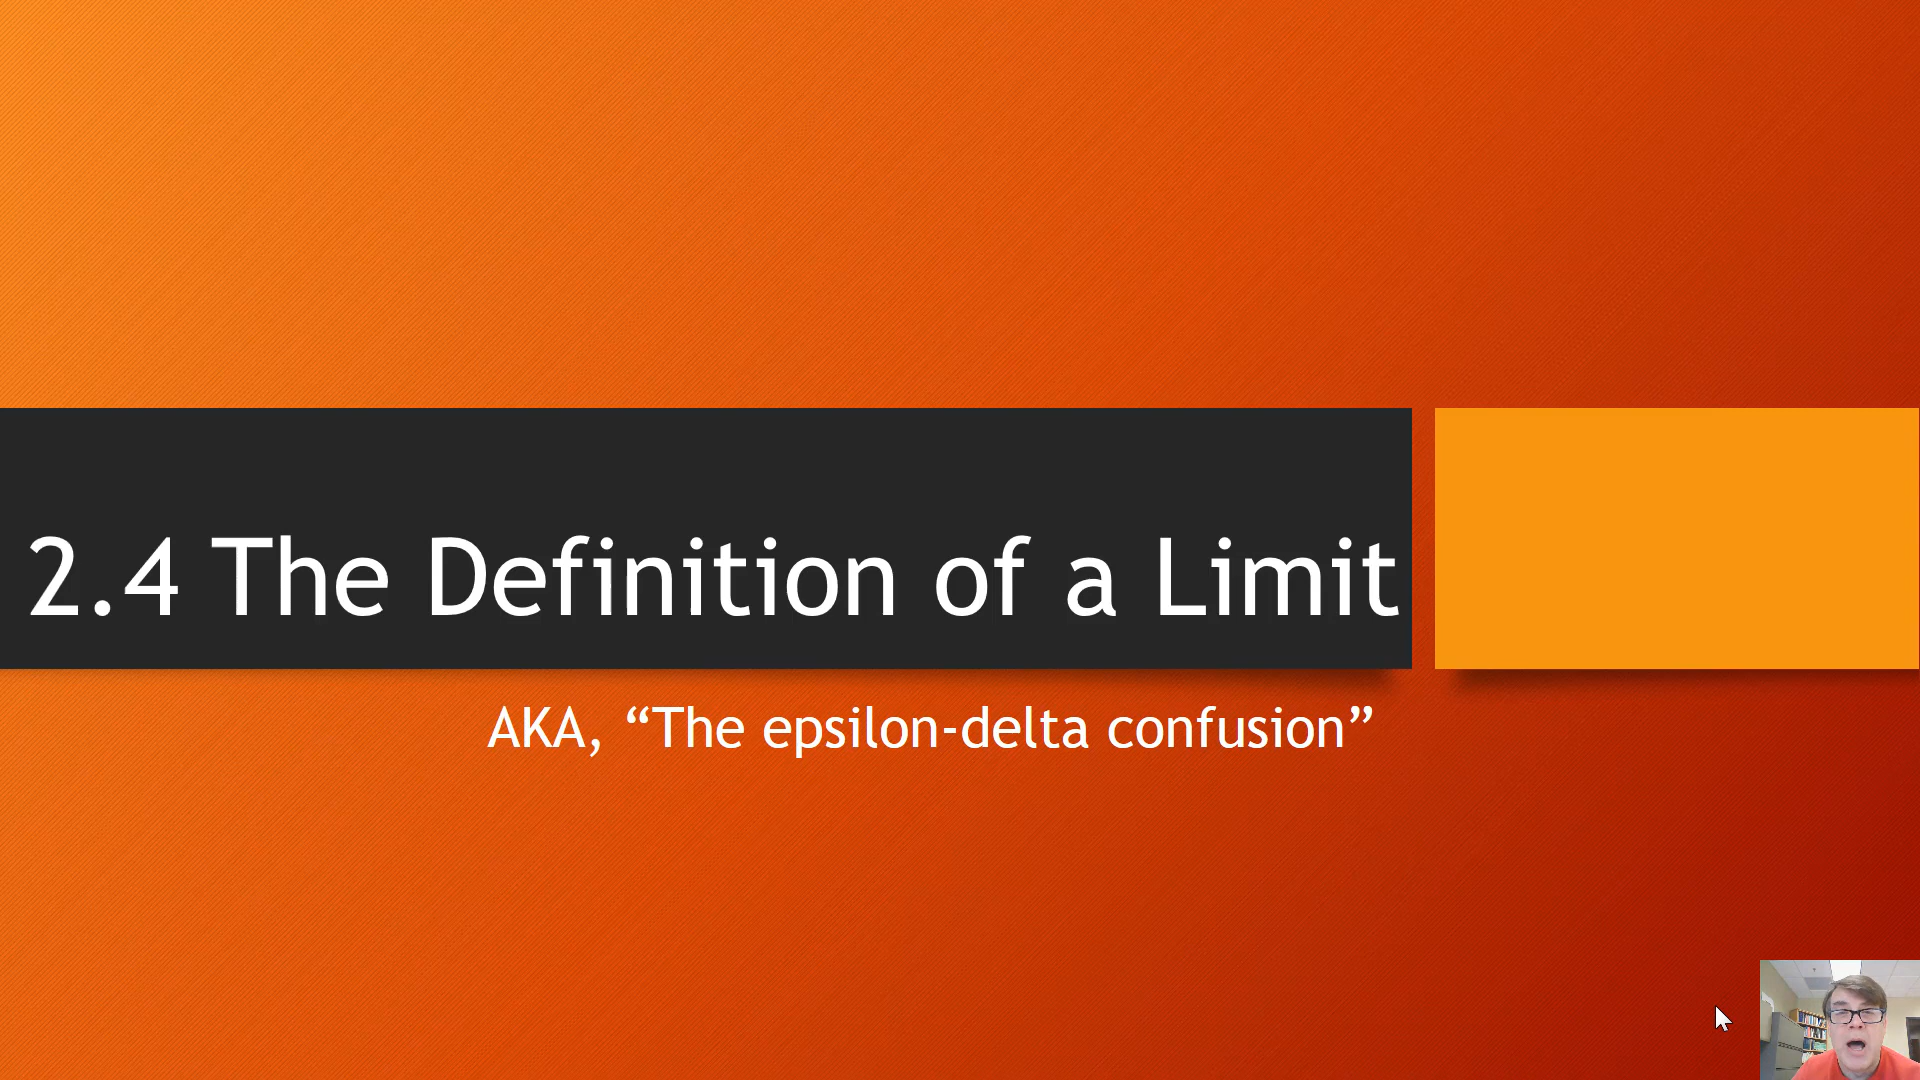 2.4 The Definition of a Limit
AKA, “The epsilon-delta confusion”